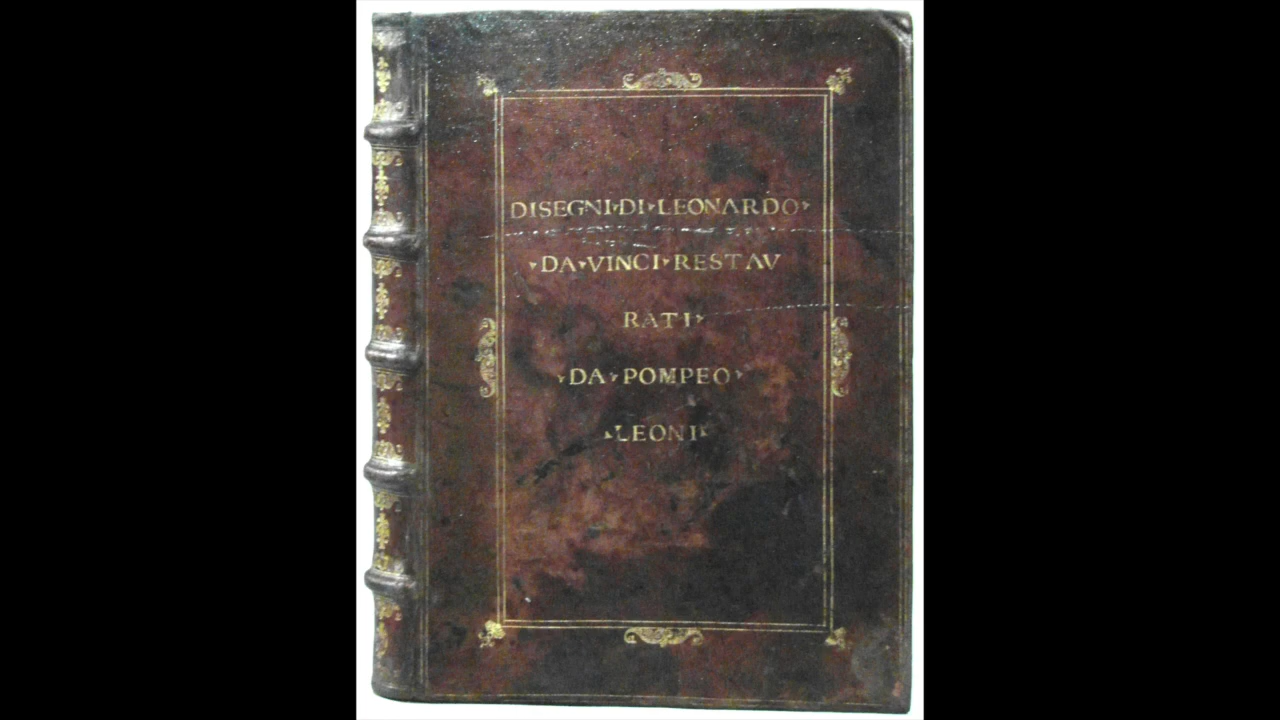 DISEGNI▾DI▾LEONARDO▾
▾DA▾VINCI▾RESTAV
RATI▾
▾DA▾POMPEO▾
▾LEONI▾